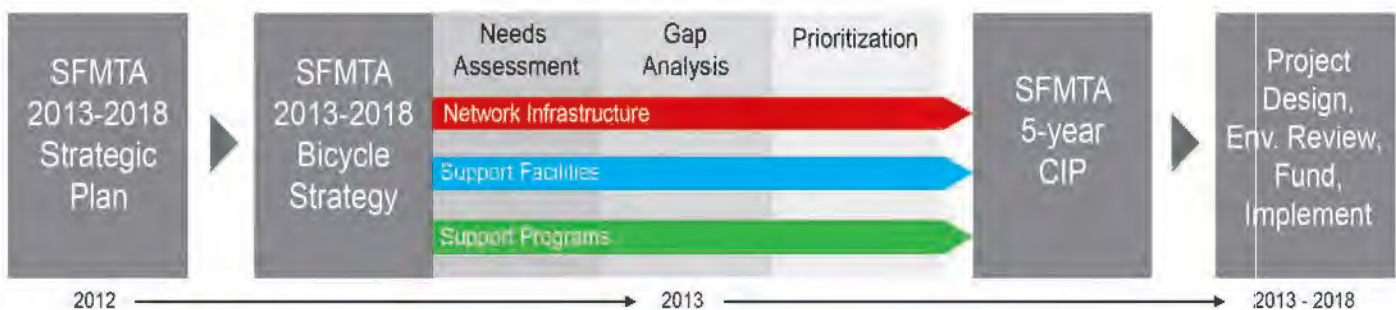 SFMTA
2013-2018
Strategic
Plan
SFMTA
2013-2018
Bicycle
Strategy
Needs
Assessment
Gap
Analysis
Prioritization
Network Infrastructure
Support Facilities
Support Programs
SFMTA
5-year
CIP
Project
Design,
Env. Review,
Fund,
Implement
2012
2013
2013 - 2018